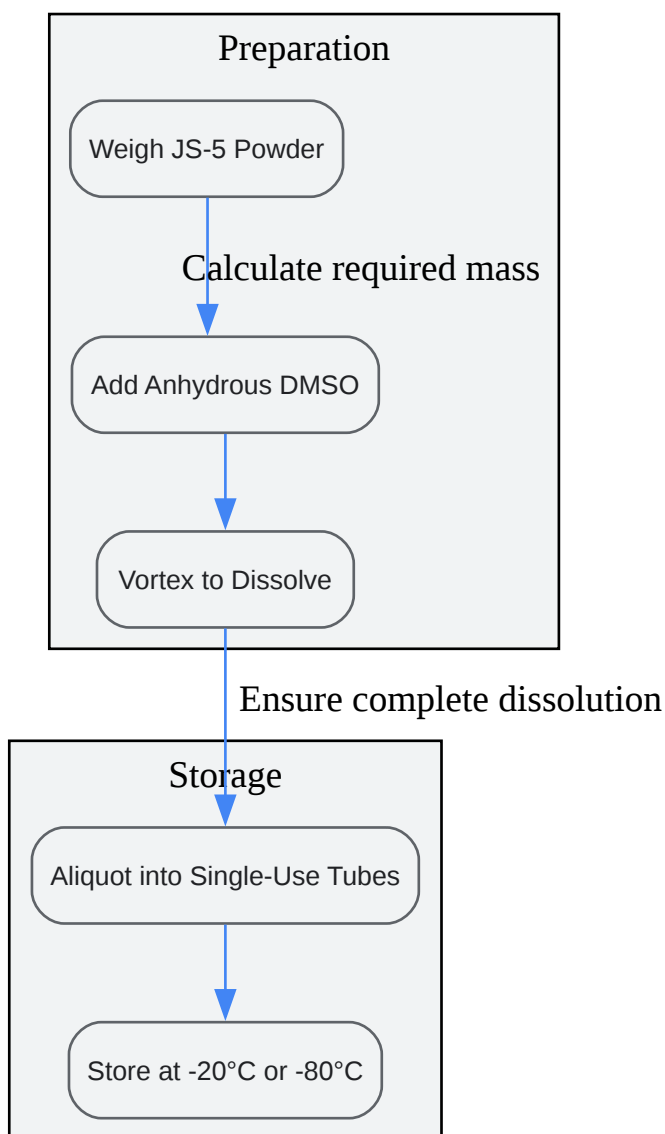 Preparation
Weigh JS-5 Powder
Calculate required mass
Add Anhydrous DMSO
Vortex to Dissolve
Ensure complete dissolution
Storage
Aliquot into Single-Use Tubes
Store at -20°C or -80°C